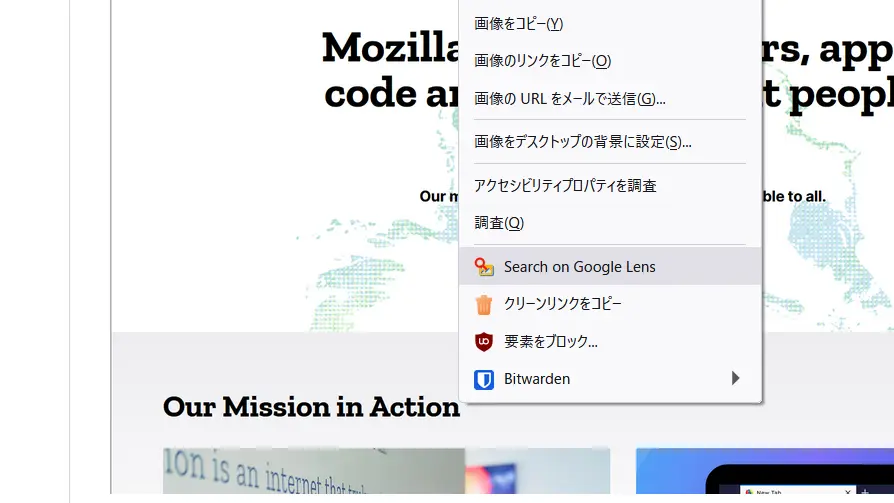 画像をコピー(Y)
Mozilla
rs, app
画像のリンクをコピー(O)
code an
t peopl
画像の URL をメールで送信(G)...
画像をデスクトップの背景に設定(S)...
アクセシビリティプロパティを調査
Our m
ble to all.
調査(Q)
Search on Google Lens
クリーンリンクをコピー
要素をブロック...
Bitwarden
Our Mission in Action
ion is an internet that truly
New Tab